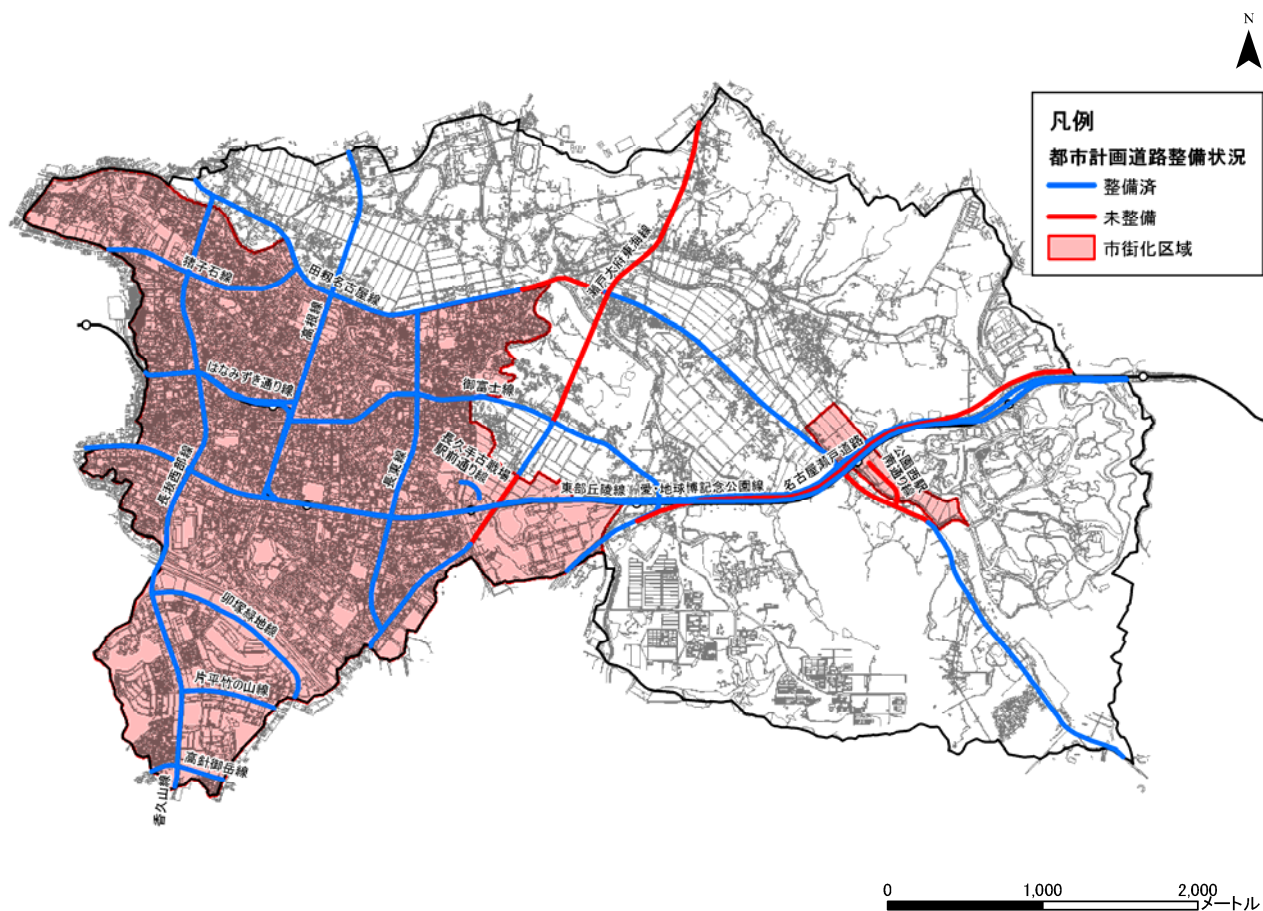 N
凡例
都市計画道路整備状況
整備済
未整備
市街化区域
瀬戸大府東海線
猪子石線
田籾名古屋線
高根線
はなみずき通り線
御富士線
長久手古戦場
駅前通り線
長湫西部線
長東線
東部丘陵線
愛・地球博記念公園線
名古屋瀬戸道路
公園西駅
南通り線
卯塚緑地線
片平竹の山線
高針御岳線
香久山線
0 1,000 2,000
メートル